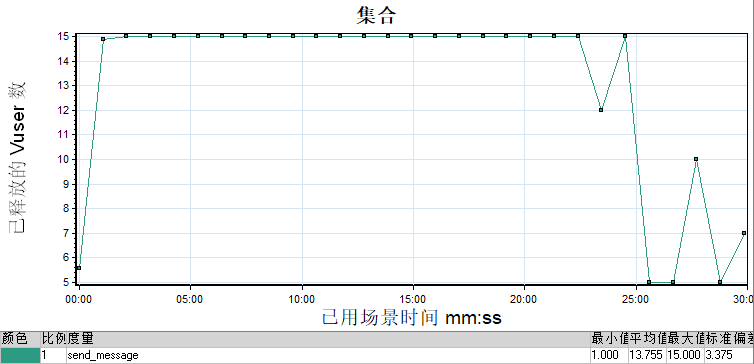 集合
已释放的 Vuser 数
15
14
13
12
11
10
9
8
7
6
5
00:00 05:00 10:00 15:00 20:00 25:00 30:0
已用场景时间 mm:ss
颜色 比例 度量 最小值 平均值 最大值 标准偏差
1 send_message 1.000 13.755 15.000 3.375